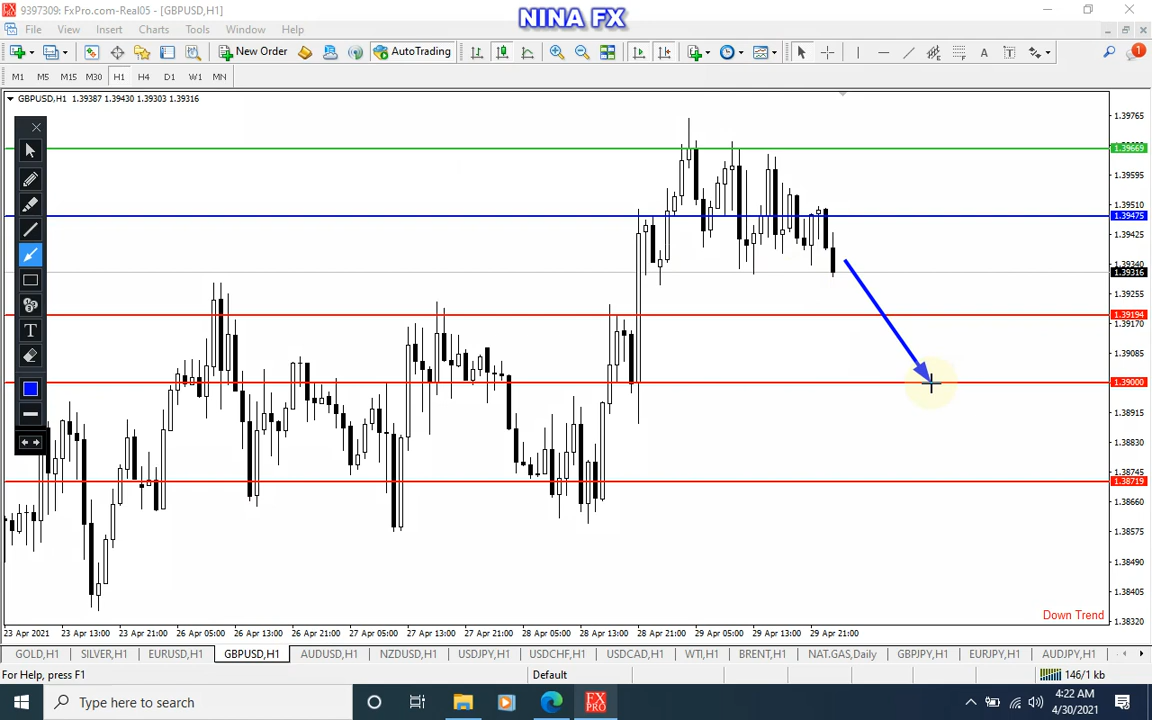 9397309: FxPro.com-Real05 - [GBPUSD,H1]
NINA FX
File View Insert Charts Tools Window Help
New Order AutoTrading A T 1
M1 M5 M15 M30 H1 H4 D1 W1 MN
GBPUSD,H1 1.39387 1.39430 1.39303 1.39316
1.39765
1.39669
1.39595
1.39510
1.39475
1.39425
1.39340
1.39316
1.39255
1.39194
1.39170
1.39085
1.39000
1.38915
1.38830
1.38745
1.38719
1.38660
1.38575
1.38490
1.38405
1.38320
T
Down Trend
23 Apr 2021 23 Apr 13:00 23 Apr 21:00 26 Apr 05:00 26 Apr 13:00 26 Apr 21:00 27 Apr 05:00 27 Apr 13:00 27 Apr 21:00 28 Apr 05:00 28 Apr 13:00 28 Apr 21:00 29 Apr 05:00 29 Apr 13:00 29 Apr 21:00
GOLD,H1 SILVER,H1 EURUSD,H1 GBPUSD,H1 AUDUSD,H1 NZDUSD,H1 USDJPY,H1 USDCHF,H1 USDCAD,H1 WTI,H1 BRENT,H1 NAT.GAS,Daily GBPJPY,H1 EURJPY,H1 AUDJPY,H1
For Help, press F1 Default 146/1 kb
Type here to search FX PRO 4:22 AM
4/30/2021